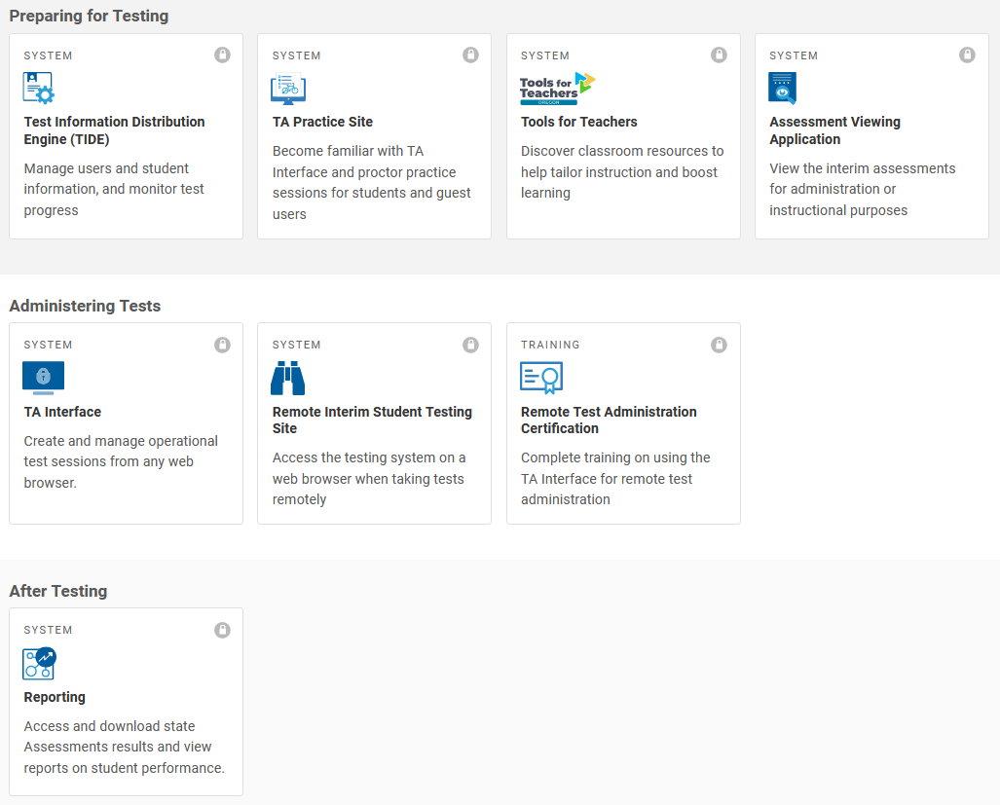 Preparing for Testing
SYSTEM
Test Information Distribution
Engine (TIDE)
Manage users and student
information, and monitor test
progress
SYSTEM
TA Practice Site
Become familiar with TA
Interface and proctor practice
sessions for students and guest
users
SYSTEM
Tools for
Teachers
OREGON
Tools for Teachers
Discover classroom resources to
help tailor instruction and boost
learning
SYSTEM
Assessment Viewing
Application
View the interim assessments
for administration or
instructional purposes
Administering Tests
SYSTEM
TA Interface
Create and manage operational
test sessions from any web
browser.
SYSTEM
Remote Interim Student Testing
Site
Access the testing system on a
web browser when taking tests
remotely
TRAINING
Remote Test Administration
Certification
Complete training on using the
TA Interface for remote test
administration
After Testing
SYSTEM
Reporting
Access and download state
Assessments results and view
reports on student performance.